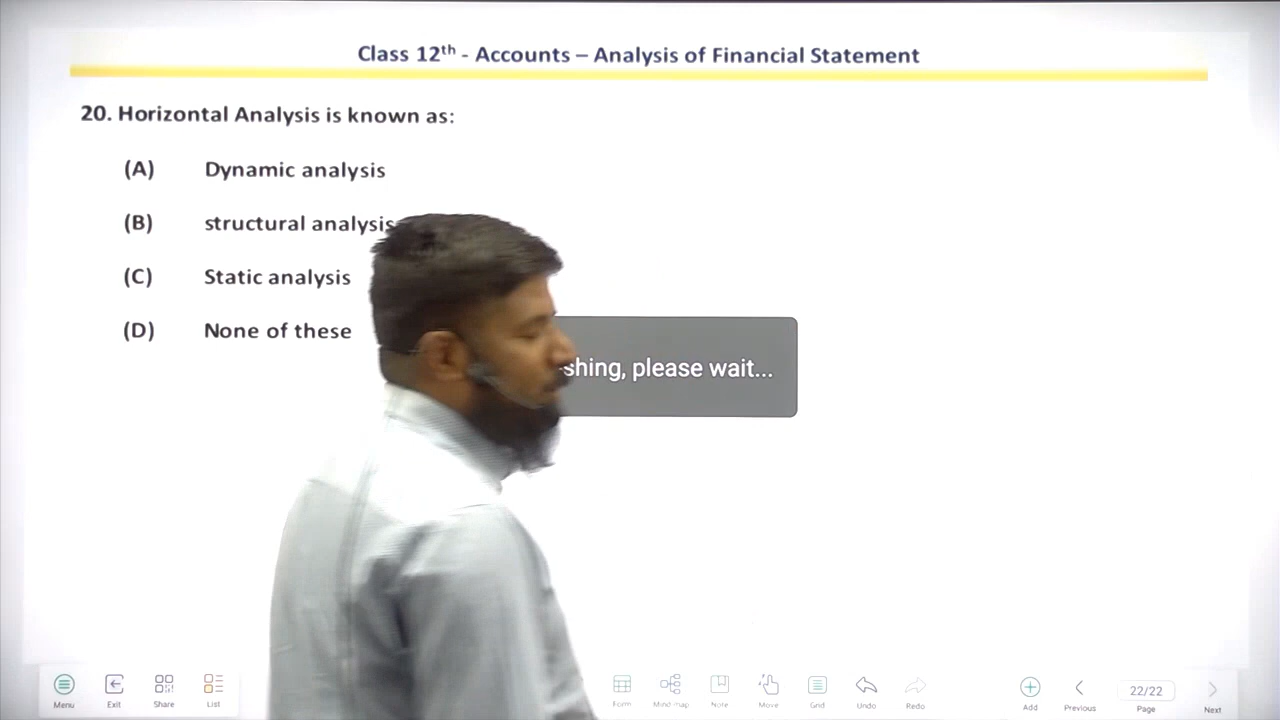 Class 12th - Accounts – Analysis of Financial Statement
20. Horizontal Analysis is known as:
(A) Dynamic analysis
(B) structural analysis
(C) Static analysis
(D) None of these
please wait...
Menu Exit Share List Form Mind map Note Move Grid Undo Redo Add Previous 22/22 Page Next